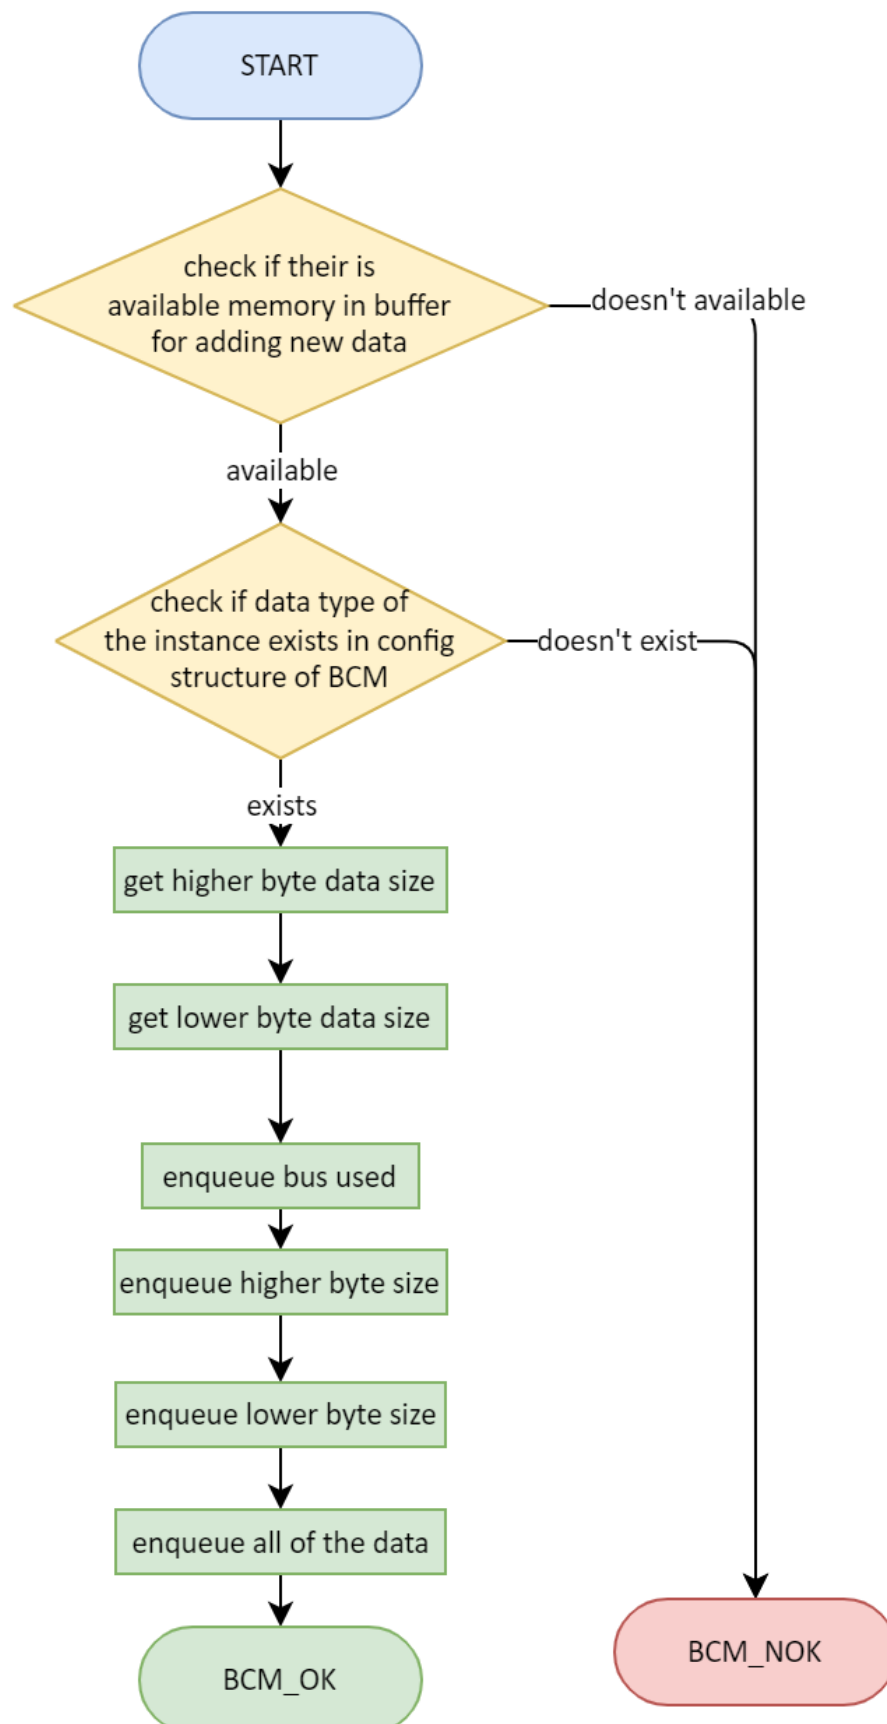 START
check if their is
available memory in buffer
for adding new data
doesn't available
available
check if data type of
the instance exists in config
structure of BCM
doesn't exist
exists
get higher byte data size
get lower byte data size
enqueue bus used
enqueue higher byte size
enqueue lower byte size
enqueue all of the data
BCM_OK
BCM_NOK